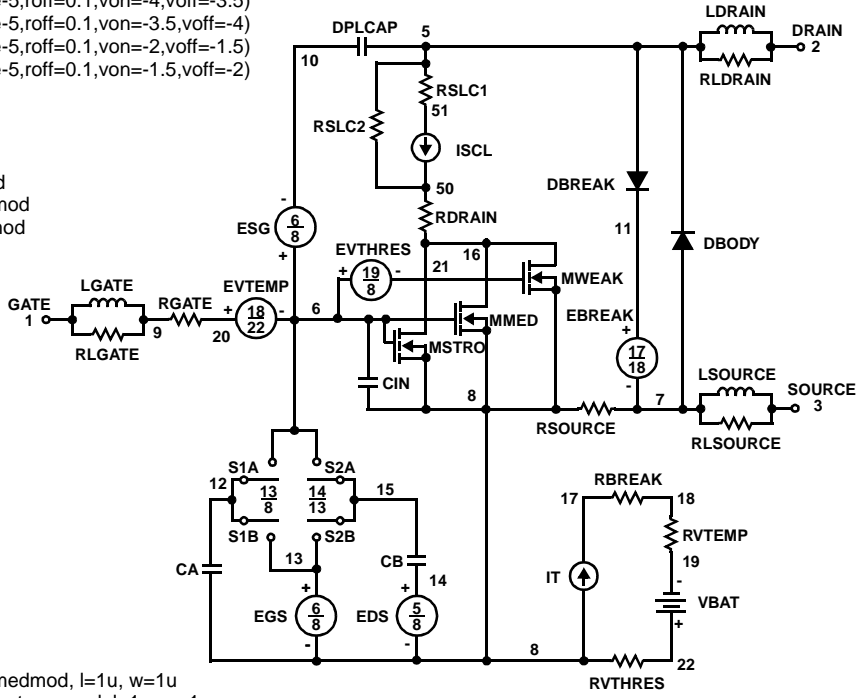 e-5,roff=0.1,von=-4,voff=-3.5)
e-5,roff=0.1,von=-3.5,voff=-4)
e-5,roff=0.1,von=-2,voff=-1.5)
e-5,roff=0.1,von=-1.5,voff=-2)
d
mod
mod
LDRAIN
DPLCAP
5
DRAIN
2
10
RLDRAIN
RSLC1
51
RSLC2
ISCL
50
DBREAK
RDRAIN
-
ESG
6
8
+
11
DBODY
EVTHRES
+
19
8
-
21
16
MWEAK
LGATE
EVTEMP
GATE
1
RGATE
+
18
22
-
6
MMED
EBREAK
+
9
20
RLGATE
MSTRO
17
18
-
CIN
LSOURCE
SOURCE
3
8
7
RSOURCE
RLSOURCE
12
S1A
S2A
13
8
14
13
15
S1B
S2B
13
RBREAK
17
18
RVTEMP
CA
CB
19
+
+
14
IT
-
EGS
6
8
EDS
5
8
VBAT
+
-
-
8
22
RVTHRES
medmod, l=1u, w=1u